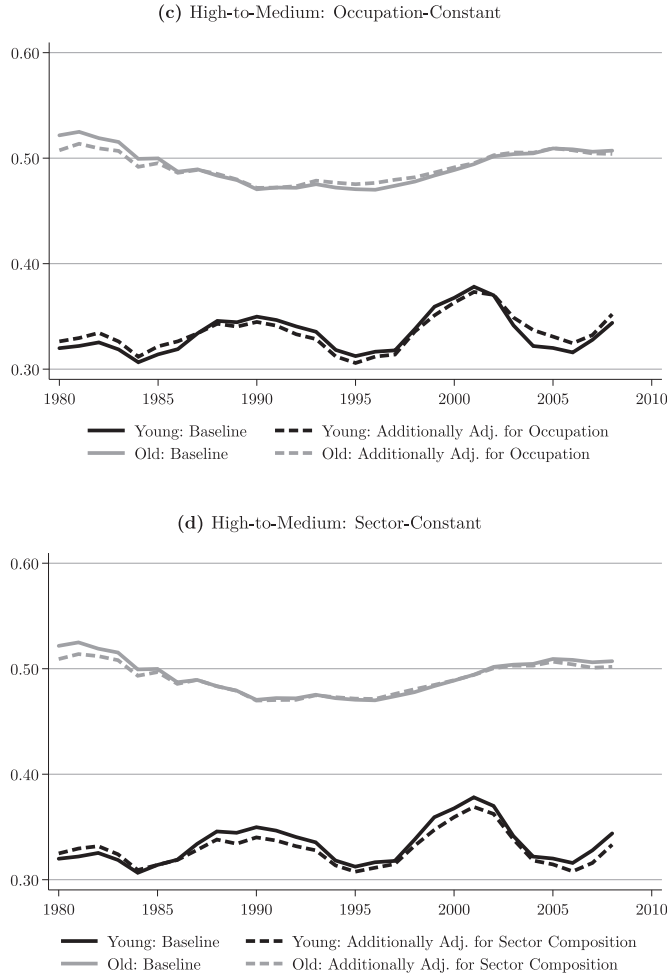 (c) High-to-Medium: Occupation-Constant
0.60
0.50
0.40
0.30
1980 1985 1990 1995 2000 2005 2010
Young: Baseline Young: Additionally Adj. for Occupation
Old: Baseline Old: Additionally Adj. for Occupation
(d) High-to-Medium: Sector-Constant
0.60
0.50
0.40
0.30
1980 1985 1990 1995 2000 2005 2010
Young: Baseline Young: Additionally Adj. for Sector Composition
Old: Baseline Old: Additionally Adj. for Sector Composition